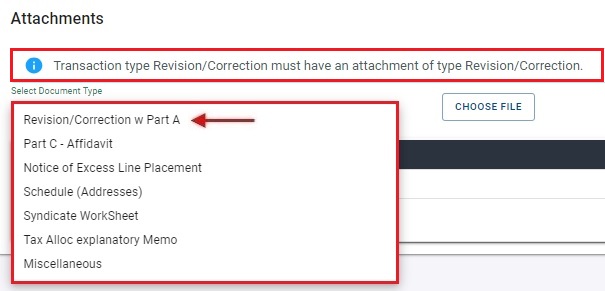 Attachments
Transaction type Revision/Correction must have an attachment of type Revision/Correction.
Select Document Type
CHOOSE FILE
Revision/Correction w Part A
Part C - Affidavit
Notice of Excess Line Placement
Schedule (Addresses)
Syndicate WorkSheet
Tax Alloc explanatory Memo
Miscellaneous